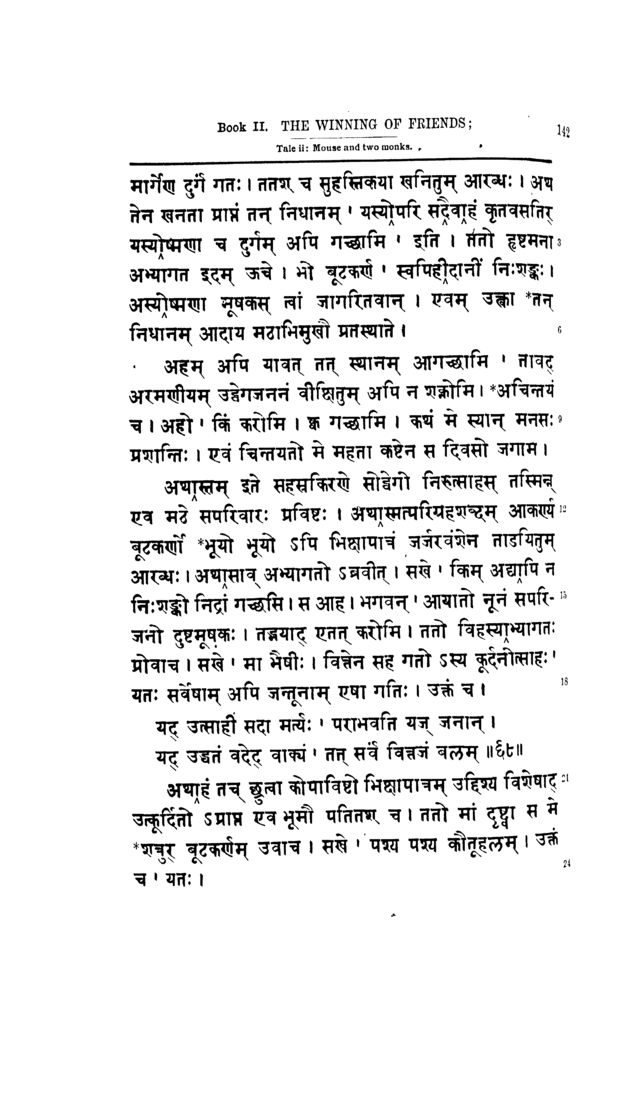 Book II. THE WINNING OF FRIENDS;
142
Tale ii: Mouse and two monks.
मार्गेण दुर्गं गतः। ततश् च सुहस्तिकया खनितुम् आरब्धः। अथ
तेन खनता प्राप्तं तन् निधानम् ' यस्योपरि सदैवाहं कृतवसतिर्
यस्योष्मणा च दुर्गम् अपि गच्छामि ' इति। ततो हृष्टमना 3
अभ्यागत इदम् ऊचे। भो बूटकर्ण ' स्वपिहीदानीं निःशङ्कः।
अस्योष्मणा मूषकस् त्वां जागरितवान्। एवम् उक्त्वा *तन्
निधानम् आदाय मठाभिमुखौ प्रतस्थाते। 6
अहम् अपि यावत् तत् स्थानम् आगच्छामि ' तावद्
अरमणीयम् उद्वेगजननं वीक्षितुम् अपि न शक्नोमि। *अचिन्तयं
च। अहो ' किं करोमि। क्व गच्छामि। कथं मे स्यान् मनसः 9
प्रशान्तिः। एवं चिन्तयतो मे महता कष्टेन स दिवसो जगाम।
अथास्तम् इते सहस्रकिरणे सोद्वेगो निरुत्साहस् तस्मिन्न्
एव मठे सपरिवारः प्रविष्टः। अथास्मत्परिग्रहशब्दम् आकर्ण्य 12
बूटकर्णो *भूयो भूयो ऽपि भिक्षापात्रं जर्जरवंशेन ताडयितुम्
आरब्धः। अथासाव् अभ्यागतो ऽब्रवीत्। सखे ' किम् अद्यापि न
निःशङ्को निद्रां गच्छसि। स आह। भगवन् ' आयातो नूनं सपरि- 15
जनो दुष्टमूषकः। तद्भयाद् एतत् करोमि। ततो विहस्याभ्यागतः
प्रोवाच। सखे ' मा भैषीः। वित्तेन सह गतो ऽस्य कूर्दनोत्साहः '
यतः सर्वेषाम् अपि जन्तूनाम् एषा गतिः। उक्तं च। 18
यद् उत्साही सदा मर्त्यः ' पराभवति यज् जनान्।
यद् उद्धतं वदेद् वाक्यं ' तत् सर्वं वित्तजं बलम् ॥६८॥
अथाहं तच् छ्रुत्वा कोपाविष्टो भिक्षापात्रम् उद्दिश्य विशेषाद् 21
उत्कूर्दितो ऽप्राप्त एव भूमौ पतितश् च। ततो मां दृष्ट्वा स मे
*शत्रुर् बूटकर्णम् उवाच। सखे ' पश्य पश्य कौतूहलम्। उक्तं
च ' यतः। 24